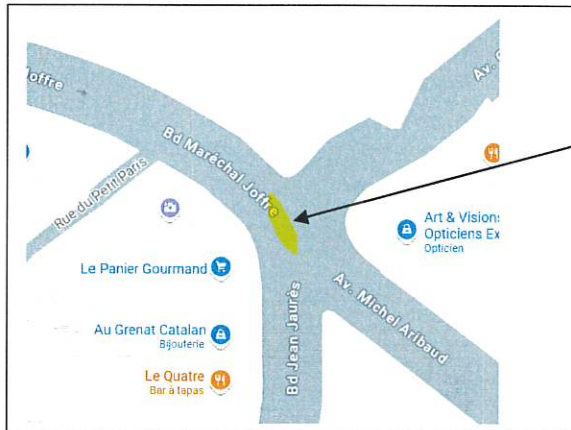 Joffre
Bd Maréchal Joffre
Rue du Petit Paris
Le Panier Gourmand
Au Grenat Catalan
Bijouterie
Le Quatre
Bar à tapas
Bd Jean Jaurès
Av. Michel Aribaud
Art & Visions
Opticiens Ex
Opticien
Av.